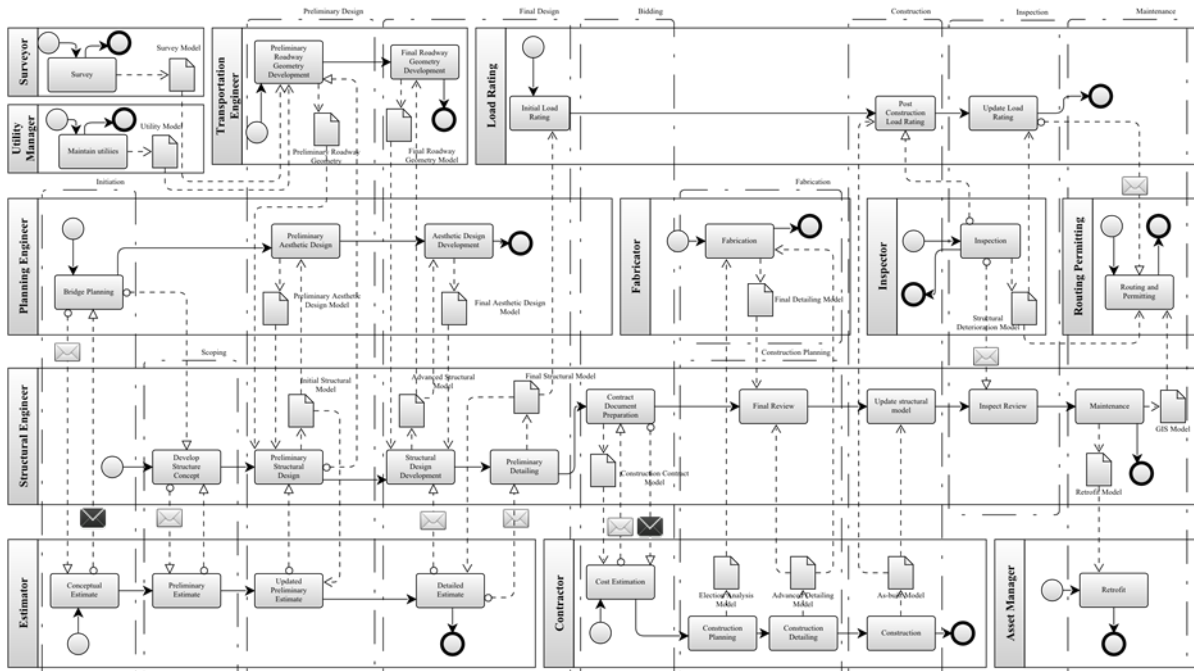 Preliminary Design
Final Design
Bidding
Construction
Inspection
Maintenance
Surveyor
Survey
Survey Model
Utility
Manager
Maintain utiliies
Utility Model
Transportation
Engineer
Preliminary
Roadway
Geometry
Development
Final Roadway
Geometry
Development
Preliminary Roadway
Geometry
Final Roadway
Geometry Model
Load Rating
Initial Load
Rating
Post
Construction
Load Rating
Update Load
Rating
Initiation
Fabrication
Planning Engineer
Bridge Planning
Preliminary
Aesthetic Design
Aesthetic Design
Development
Preliminary Aesthetic
Design Model
Final Aesthetic Design
Model
Fabricator
Fabrication
Final Detailing Model
Inspector
Inspection
Structural
Deterioration Model
Routing Permitting
Routing and
Permitting
Scoping
Construction Planning
Structural Engineer
Develop
Structure
Concept
Preliminary
Structural
Design
Initial Structural
Model
Structural
Design
Development
Advanced Structural
Model
Preliminary
Detailing
Final Structural Model
Contract
Document
Preparation
Construction Contract
Model
Final Review
Update structural
model
Inspect Review
Maintenance
GIS Model
Retrofit Model
Estimator
Conceptual
Estimate
Preliminary
Estimate
Updated
Preliminary
Estimate
Detailed
Estimate
Contractor
Cost Estimation
Election Analysis
Model
Advanced Detailing
Model
As-built Model
Construction
Planning
Construction
Detailing
Construction
Asset Manager
Retrofit